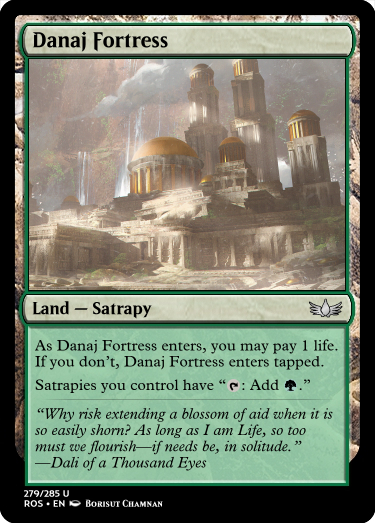 Danaj Fortress
Land — Satrapy
As Danaj Fortress enters, you may pay 1 life.
If you don't, Danaj Fortress enters tapped.
Satrapies you control have “: Add .”
“Why risk extending a blossom of aid when it is
so easily shorn? As long as I am Life, so too
must we flourish—if needs be, in solitude.”
—Dali of a Thousand Eyes
279/285 U
ROS • EN Borisut Chamnan